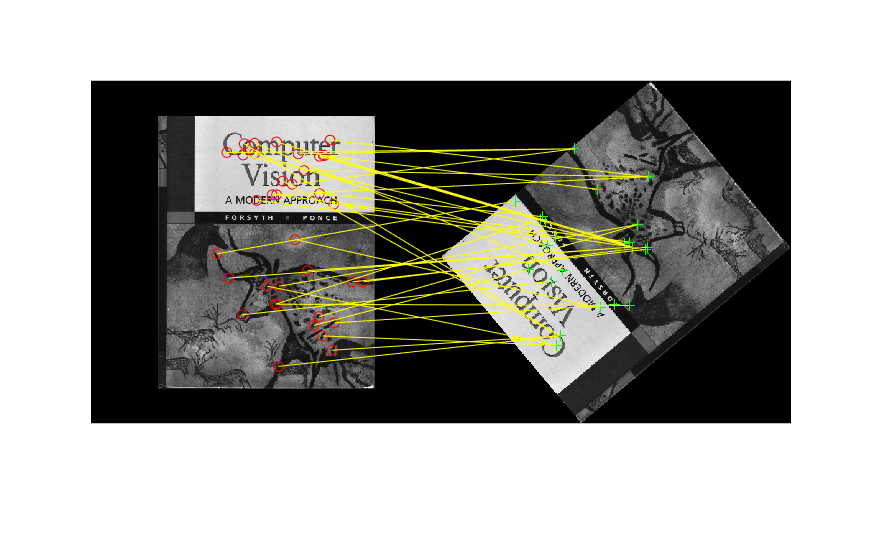 Computer
Vision
A MODERN APPROACH
FORSYTH PONCE
Computer
Vision
A MODERN APPROACH
FORSYTH